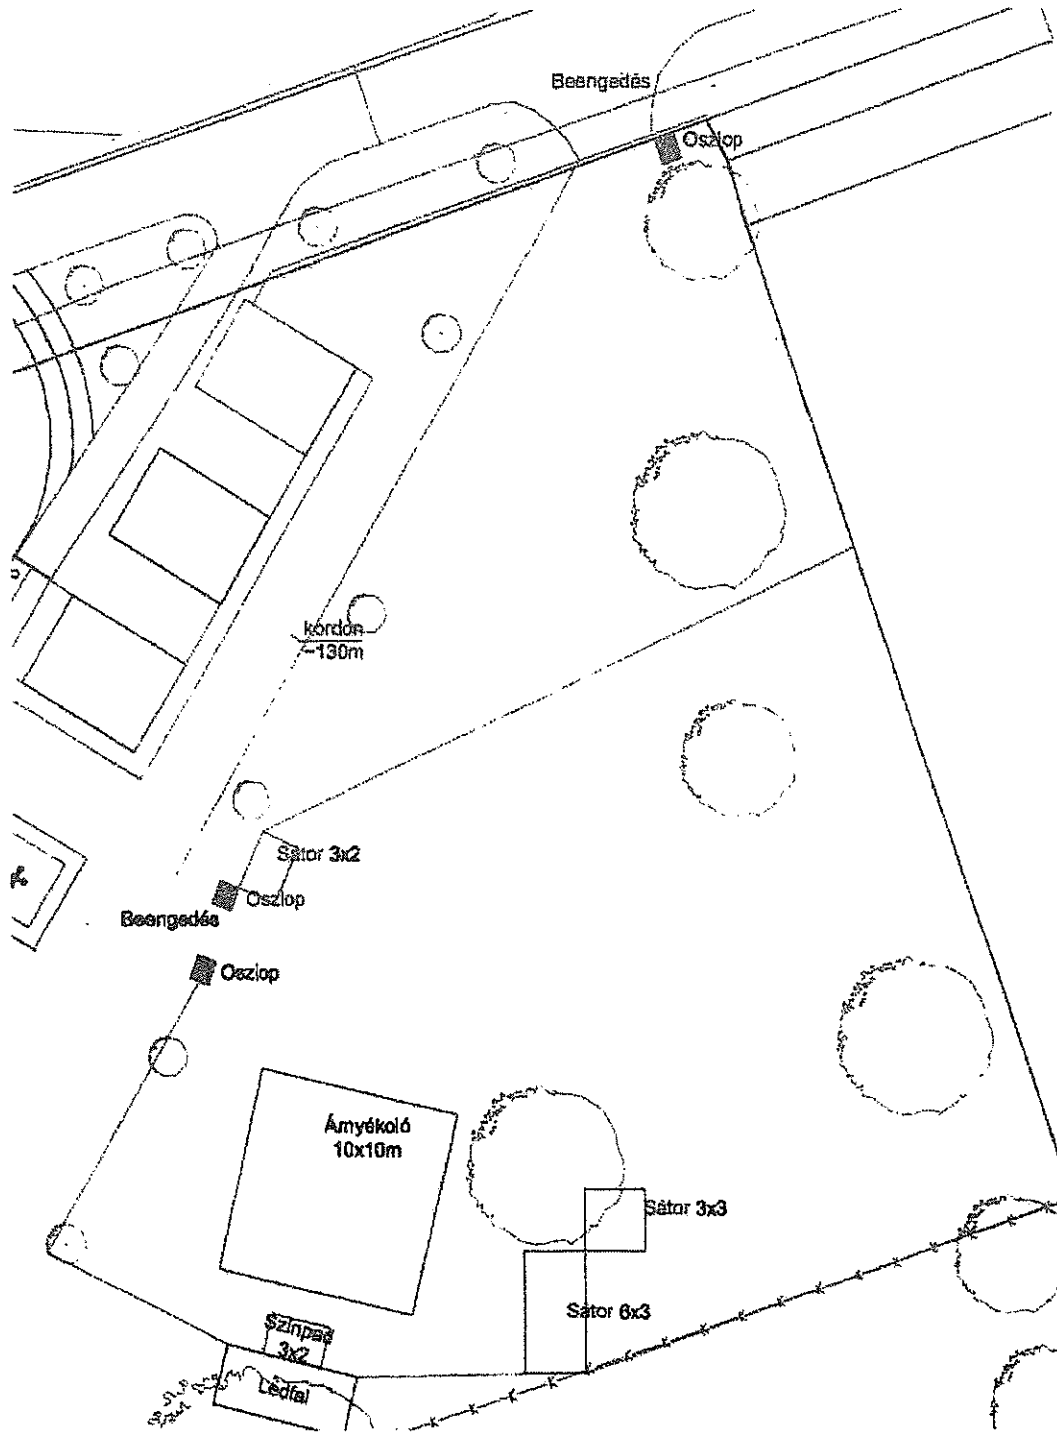 Beengedés
Oszlop
kordon
~130m
Sátor 3x2
Oszlop
Beengedés
Oszlop
Árnyékoló
10x10m
Sátor 3x3
Sátor 6x3
Színpad
3x2
Ledfal